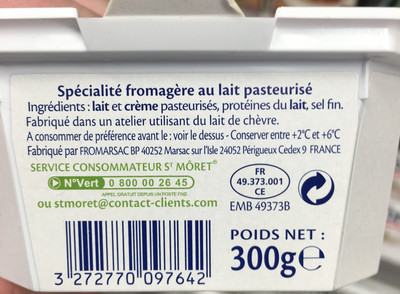 Spécialité fromagère au lait pasteurisé
Ingrédients : lait et crème pasteurisés, protéines du lait, sel fin.
Fabriqué dans un atelier utilisant du lait de chèvre.
A consommer de préférence avant le : voir le dessus - Conserver entre +2°C et +6°C
Fabriqué par FROMARSAC BP 40252 Marsac sur l'Isle 24052 Périgueux Cedex 9 FRANCE
SERVICE CONSOMMATEUR ST MÔRET®
N°Vert 0 800 00 26 45
APPEL GRATUIT DEPUIS UN POSTE FIXE
ou stmoret@contact-clients.com
FR
49.373.001
CE
EMB 49373B
POIDS NET :
300g℮
3 272770 097642